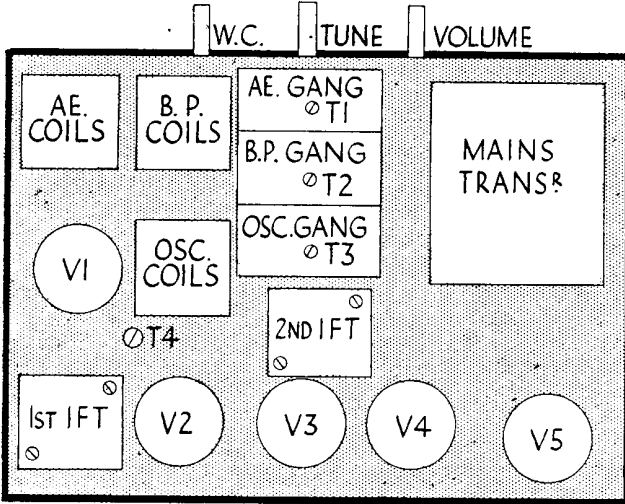 W.C.
TUNE
VOLUME
AE.
COILS
B.P.
COILS
AE. GANG
T1
B.P. GANG
T2
OSC.GANG
T3
MAINS
TRANSR.
V1
OSC.
COILS
T4
2ND IFT
1ST IFT
V2
V3
V4
V5